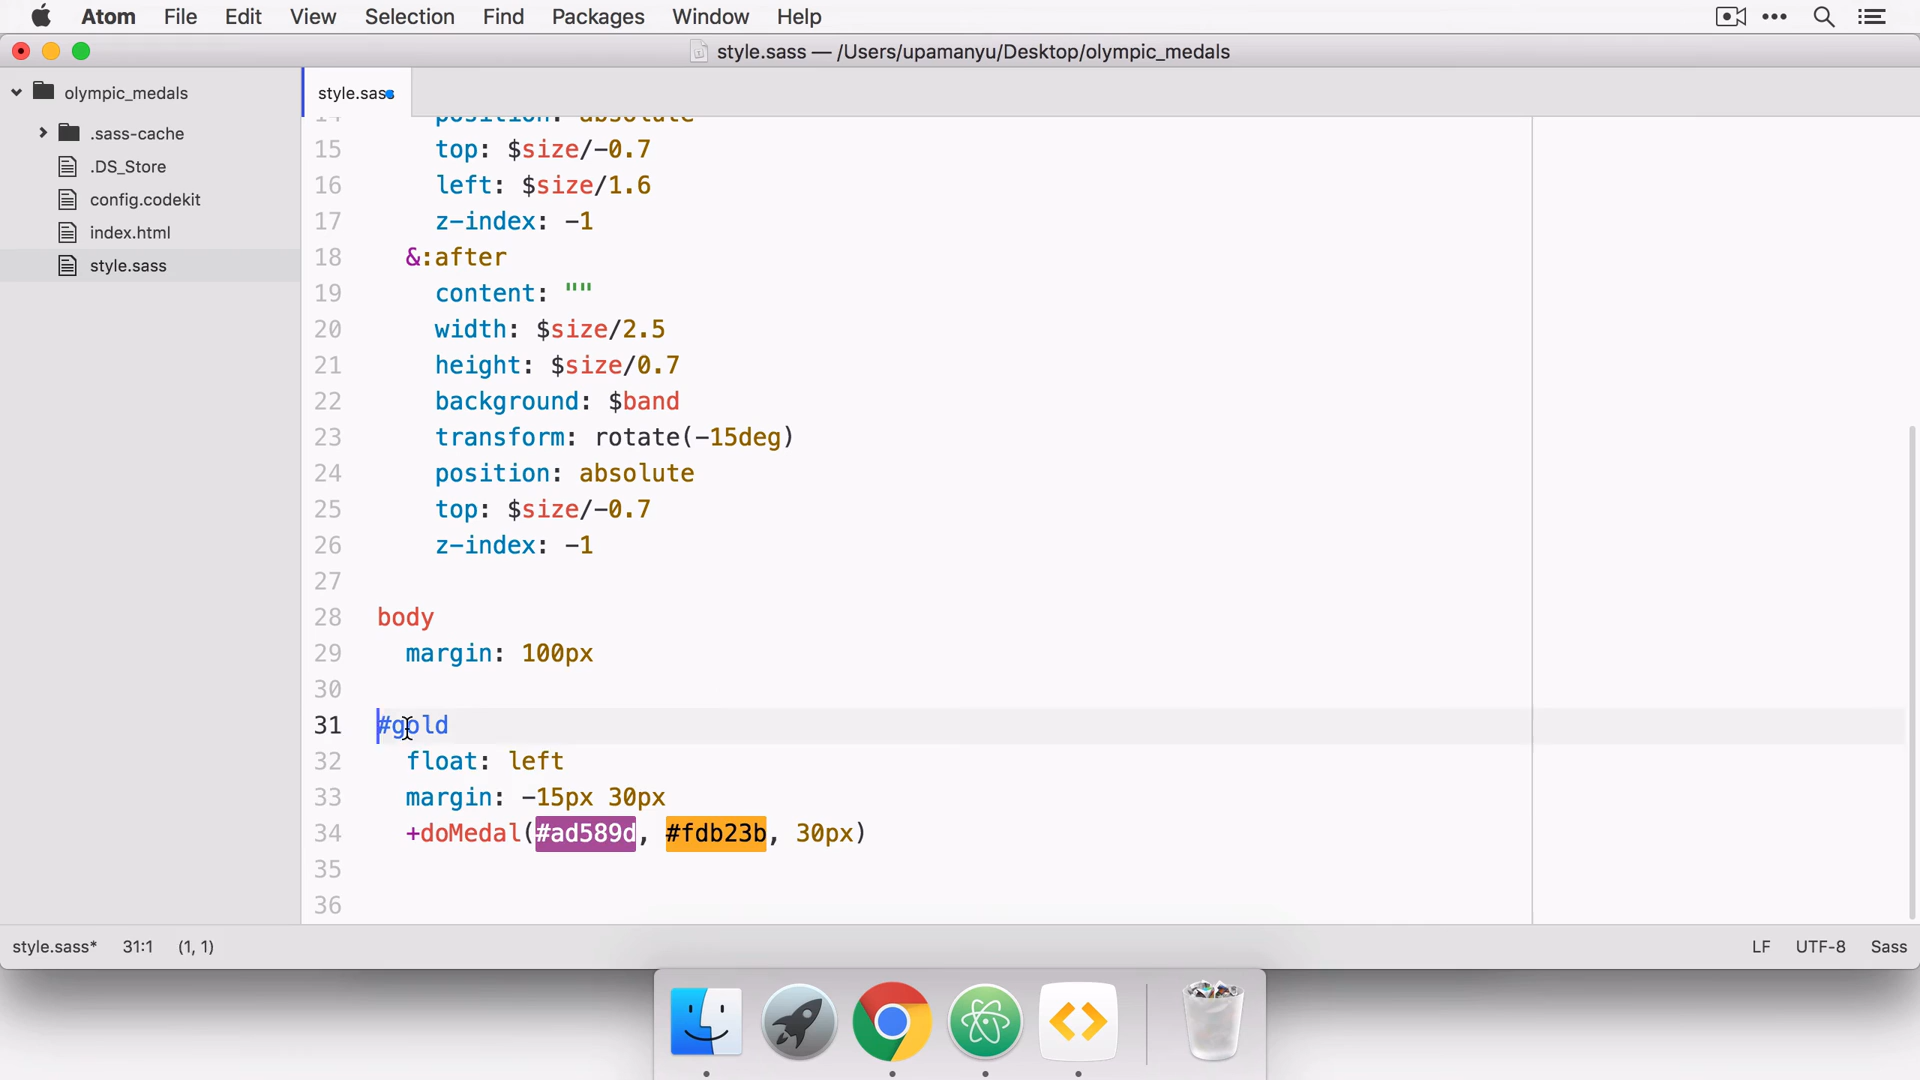 Atom File Edit View Selection Find Packages Window Help
style.sass — /Users/upamanyu/Desktop/olympic_medals
olympic_medals
.sass-cache
.DS_Store
config.codekit
index.html
style.sass
style.sass
14 position: absolute
15 top: $size/-0.7
16 left: $size/1.6
17 z-index: -1
18 &:after
19 content: ""
20 width: $size/2.5
21 height: $size/0.7
22 background: $band
23 transform: rotate(-15deg)
24 position: absolute
25 top: $size/-0.7
26 z-index: -1
27
28 body
29 margin: 100px
30
31 #gold
32 float: left
33 margin: -15px 30px
34 +doMedal(#ad589d, #fdb23b, 30px)
35
36
style.sass* 31:1 (1, 1) LF UTF-8 Sass